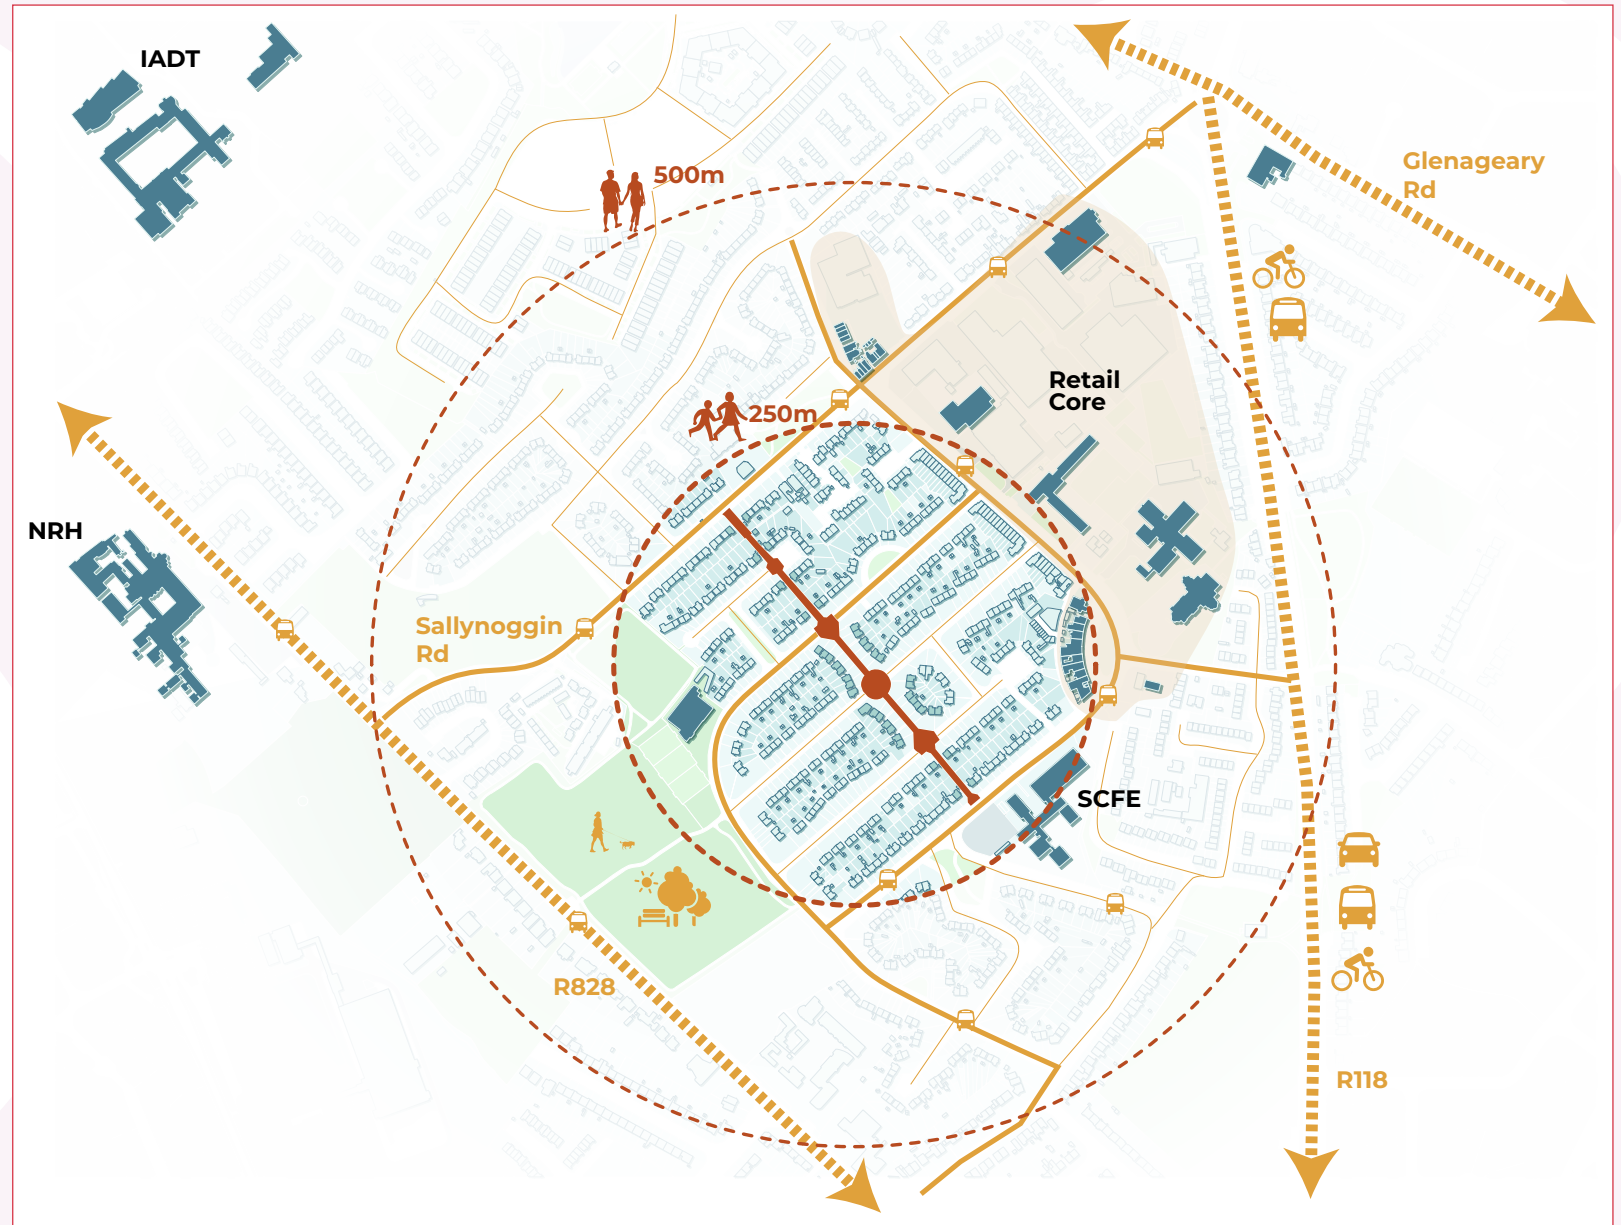 IADT
500m
Glenageary
Rd
Retail
Core
250m
NRH
Sallynoggin
Rd
SCFE
R828
R118